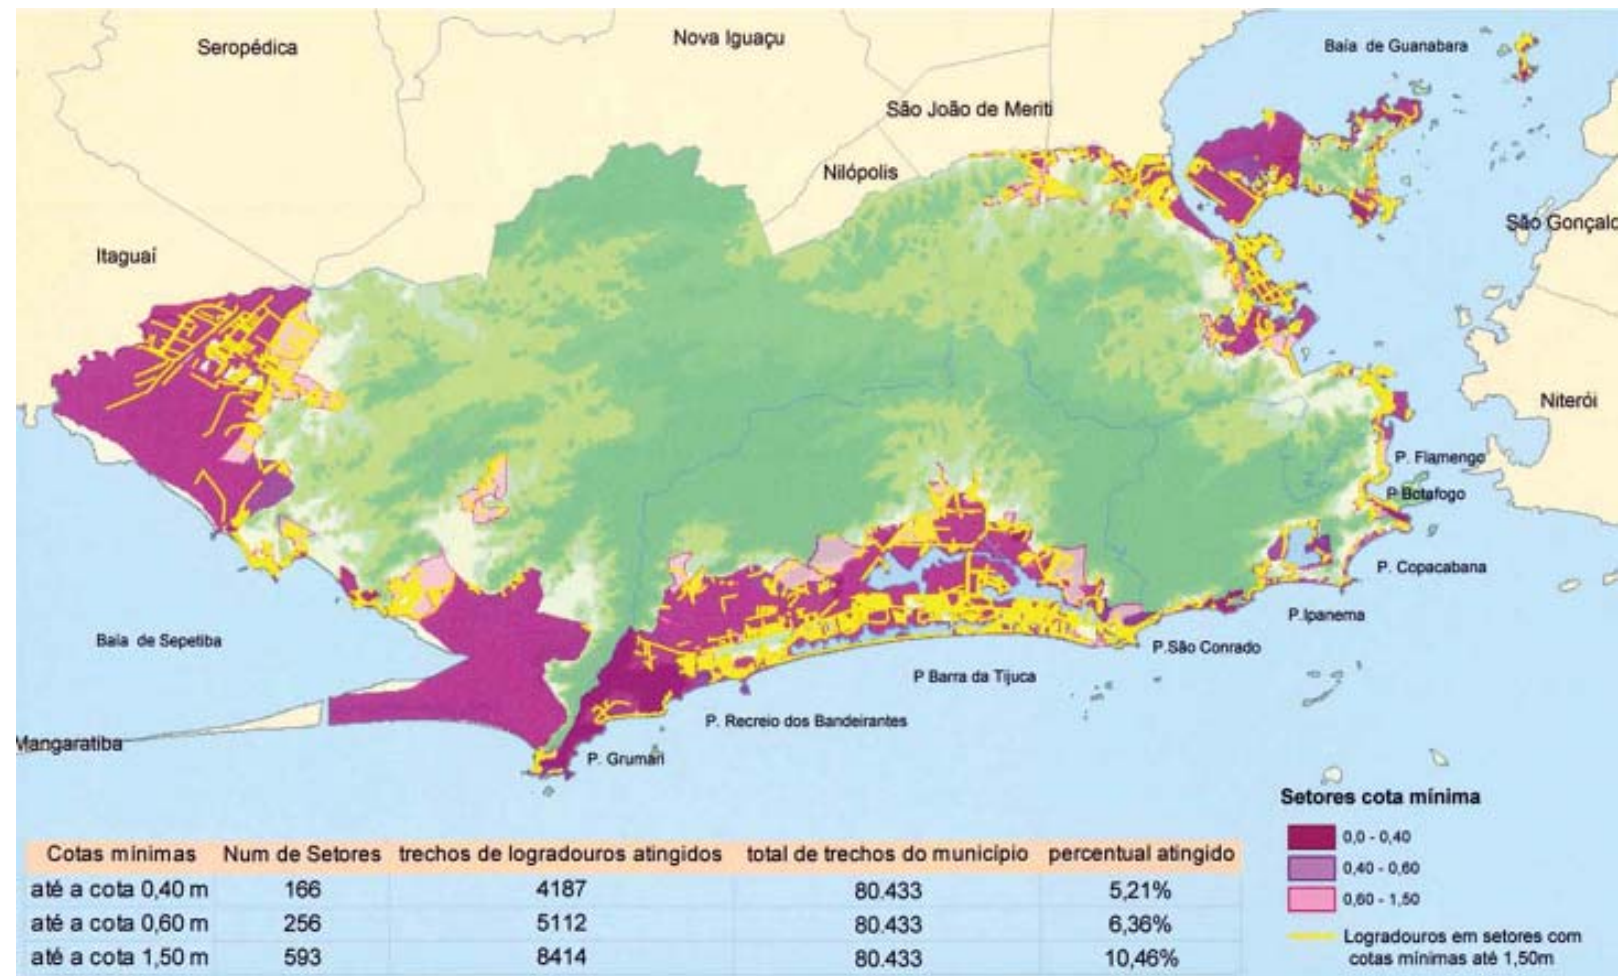 Seropédica
Nova Iguaçu
Baía de Guanabara
São João de Meriti
Nilópolis
São Gonçalo
Itaguaí
Niterói
P. Flamengo
P Botafogo
P. Copacabana
P.Ipanema
P.São Conrado
Baía de Sepetiba
P Barra da Tijuca
P. Recreio dos Bandeirantes
Mangaratiba
P. Grumari
Setores cota mínima
0,0 - 0,40
0,40 - 0,60
0,60 - 1,50
Logradouros em setores com
cotas mínimas até 1,50m
Cotas mínimas Num de Setores trechos de logradouros atingidos total de trechos do município percentual atingido
até a cota 0,40 m 166 4187 80.433 5,21%
até a cota 0,60 m 256 5112 80.433 6,36%
até a cota 1,50 m 593 8414 80.433 10,46%